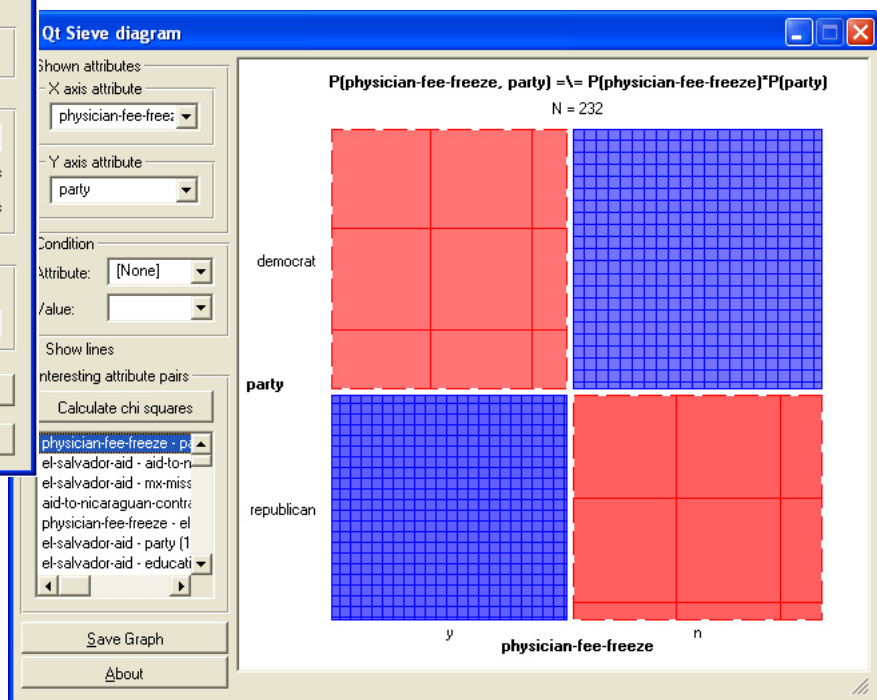 Qt Sieve diagram
Shown attributes
X axis attribute
physician-fee-freez
Y axis attribute
party
Condition
Attribute: [None]
Value:
Show lines
Interesting attribute pairs
Calculate chi squares
physician-fee-freeze - pa
el-salvador-aid - aid-to-n
el-salvador-aid - mx-miss
aid-to-nicaraguan-contra
physician-fee-freeze - el
el-salvador-aid - party (1
el-salvador-aid - educati
Save Graph
About
P(physician-fee-freeze, party) =\= P(physician-fee-freeze)*P(party)
N = 232
democrat
party
republican
y n
physician-fee-freeze